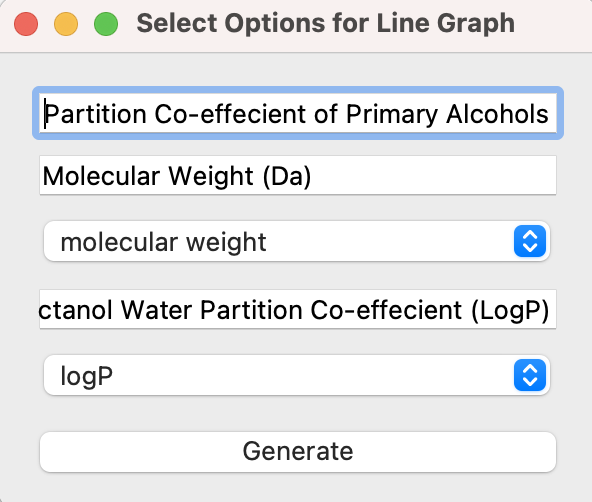 Select Options for Line Graph
Partition Co-effecient of Primary Alcohols
Molecular Weight (Da)
molecular weight
ctanol Water Partition Co-effecient (LogP)
logP
Generate